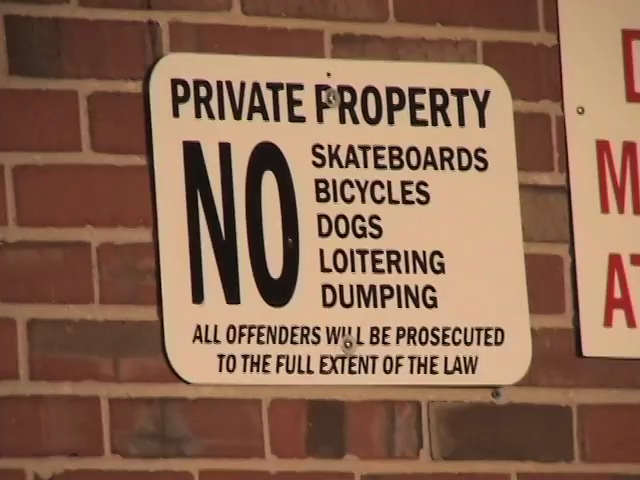 PRIVATE PROPERTY
NO
SKATEBOARDS
BICYCLES
DOGS
LOITERING
DUMPING
ALL OFFENDERS WILL BE PROSECUTED
TO THE FULL EXTENT OF THE LAW